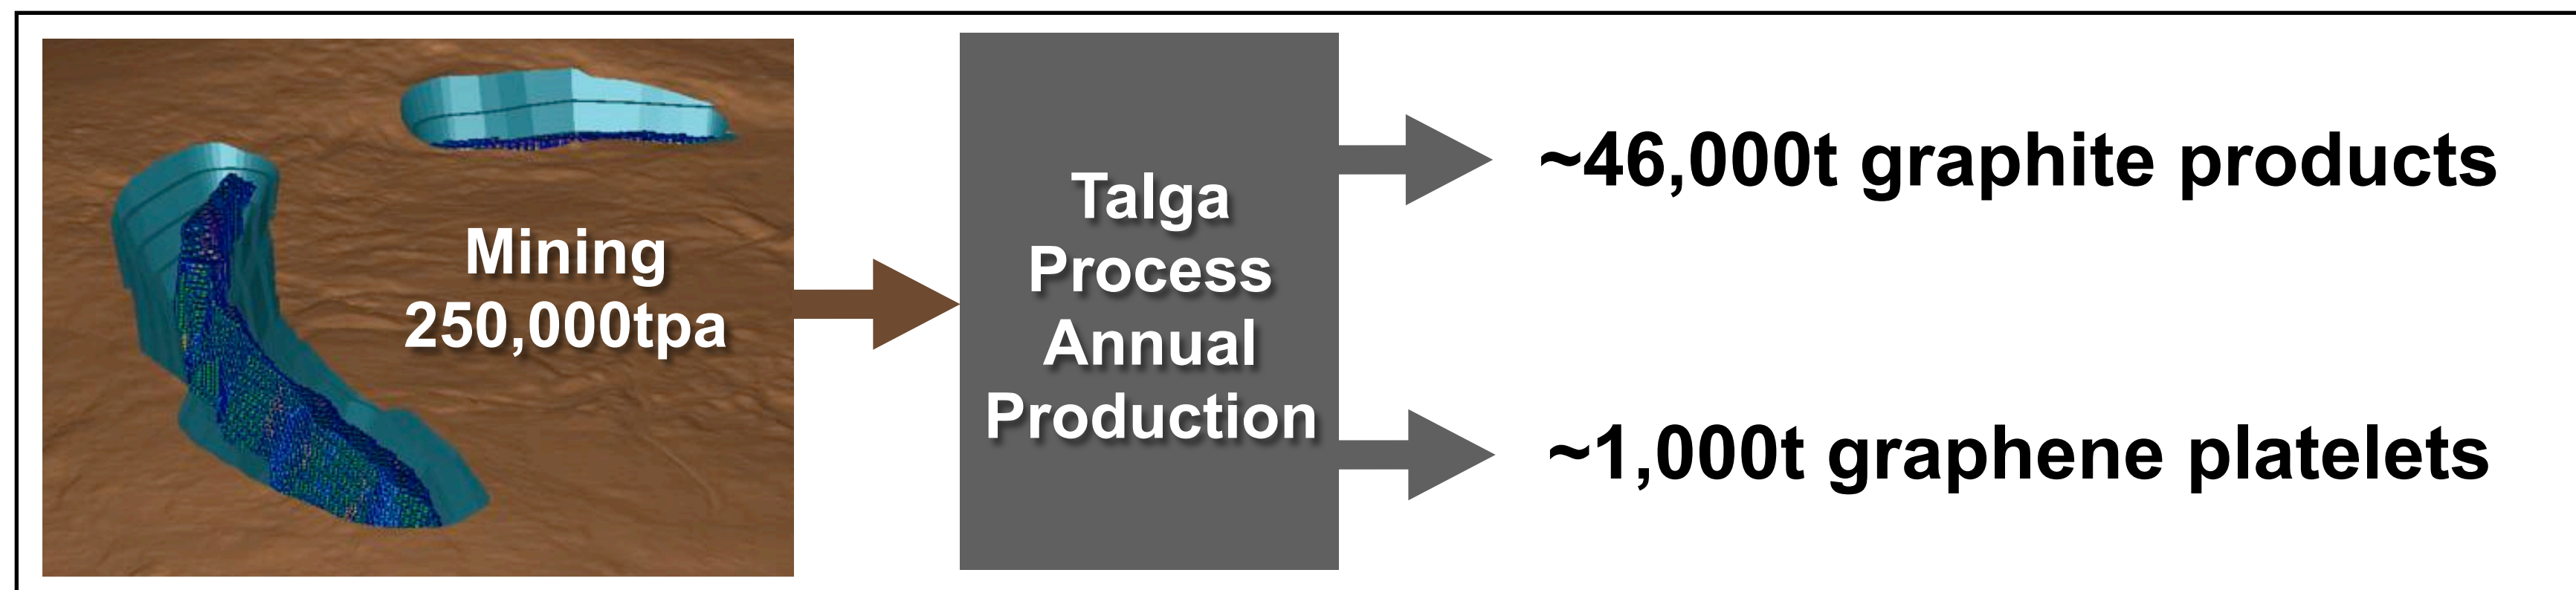 Mining
250,000tpa
Talga
Process
Annual
Production
~46,000t graphite products
~1,000t graphene platelets